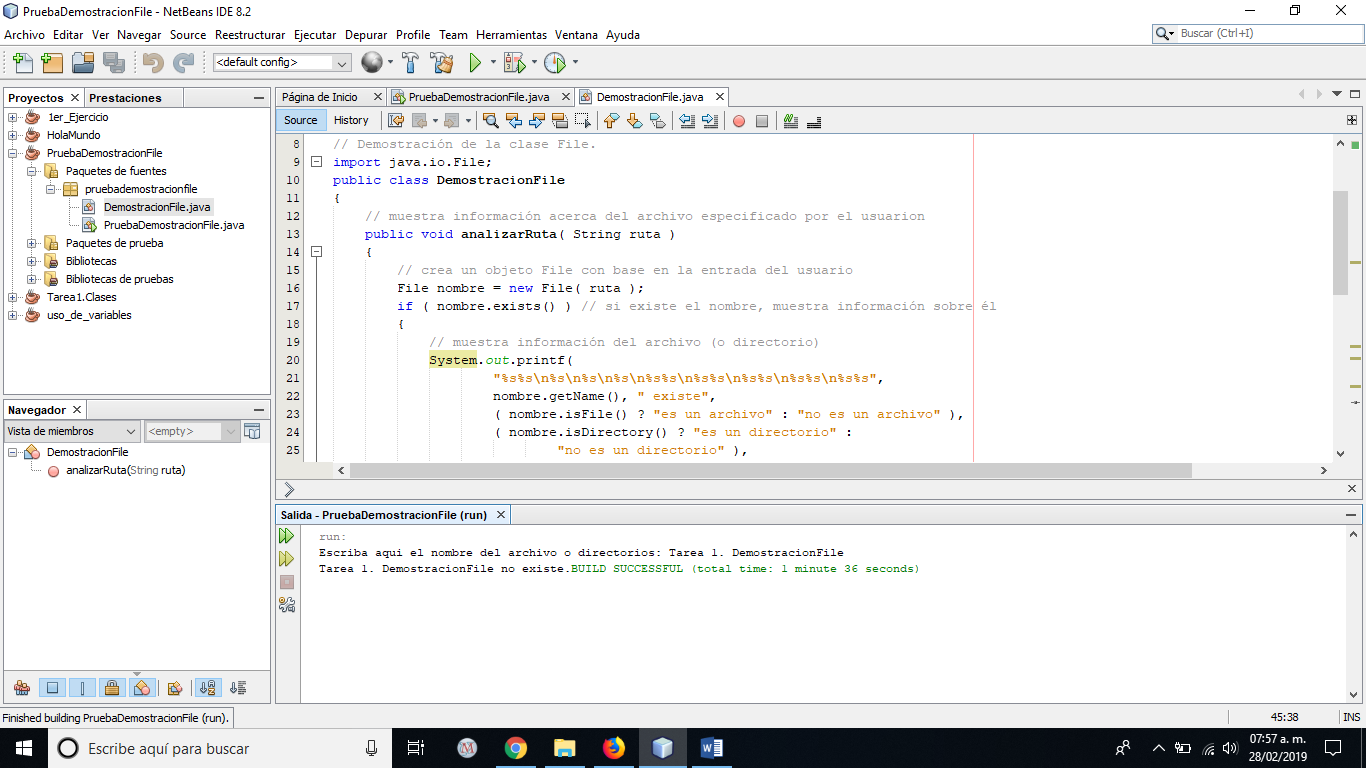 PruebaDemostracionFile - NetBeans IDE 8.2
Archivo Editar Ver Navegar Source Reestructurar Ejecutar Depurar Profile Team Herramientas Ventana Ayuda
Buscar (Ctrl+I)
<default config>
Proyectos Prestaciones
1er_Ejercicio
HolaMundo
PruebaDemostracionFile
Paquetes de fuentes
pruebademostracionfile
DemostracionFile.java
PruebaDemostracionFile.java
Paquetes de prueba
Bibliotecas
Bibliotecas de pruebas
Tarea1.Clases
uso_de_variables
Navegador
Vista de miembros <empty>
DemostracionFile
analizarRuta(String ruta)
Página de Inicio PruebaDemostracionFile.java DemostracionFile.java
Source History
8 // Demostración de la clase File.
9 import java.io.File;
10 public class DemostracionFile
11 {
12 // muestra información acerca del archivo especificado por el usuarion
13 public void analizarRuta( String ruta )
14 {
15 // crea un objeto File con base en la entrada del usuario
16 File nombre = new File( ruta );
17 if ( nombre.exists() ) // si existe el nombre, muestra información sobre él
18 {
19 // muestra información del archivo (o directorio)
20 System.out.printf(
21 "%s%s\n%s\n%s\n%s\n%s%s\n%s%s\n%s%s\n%s%s\n%s%s",
22 nombre.getName(), " existe",
23 ( nombre.isFile() ? "es un archivo" : "no es un archivo" ),
24 ( nombre.isDirectory() ? "es un directorio" :
25 "no es un directorio" ),
Salida - PruebaDemostracionFile (run)
run:
Escriba aqui el nombre del archivo o directorios: Tarea 1. DemostracionFile
Tarea 1. DemostracionFile no existe.BUILD SUCCESSFUL (total time: 1 minute 36 seconds)
Finished building PruebaDemostracionFile (run).
45:38 INS
Escribe aquí para buscar
07:57 a. m.
28/02/2019